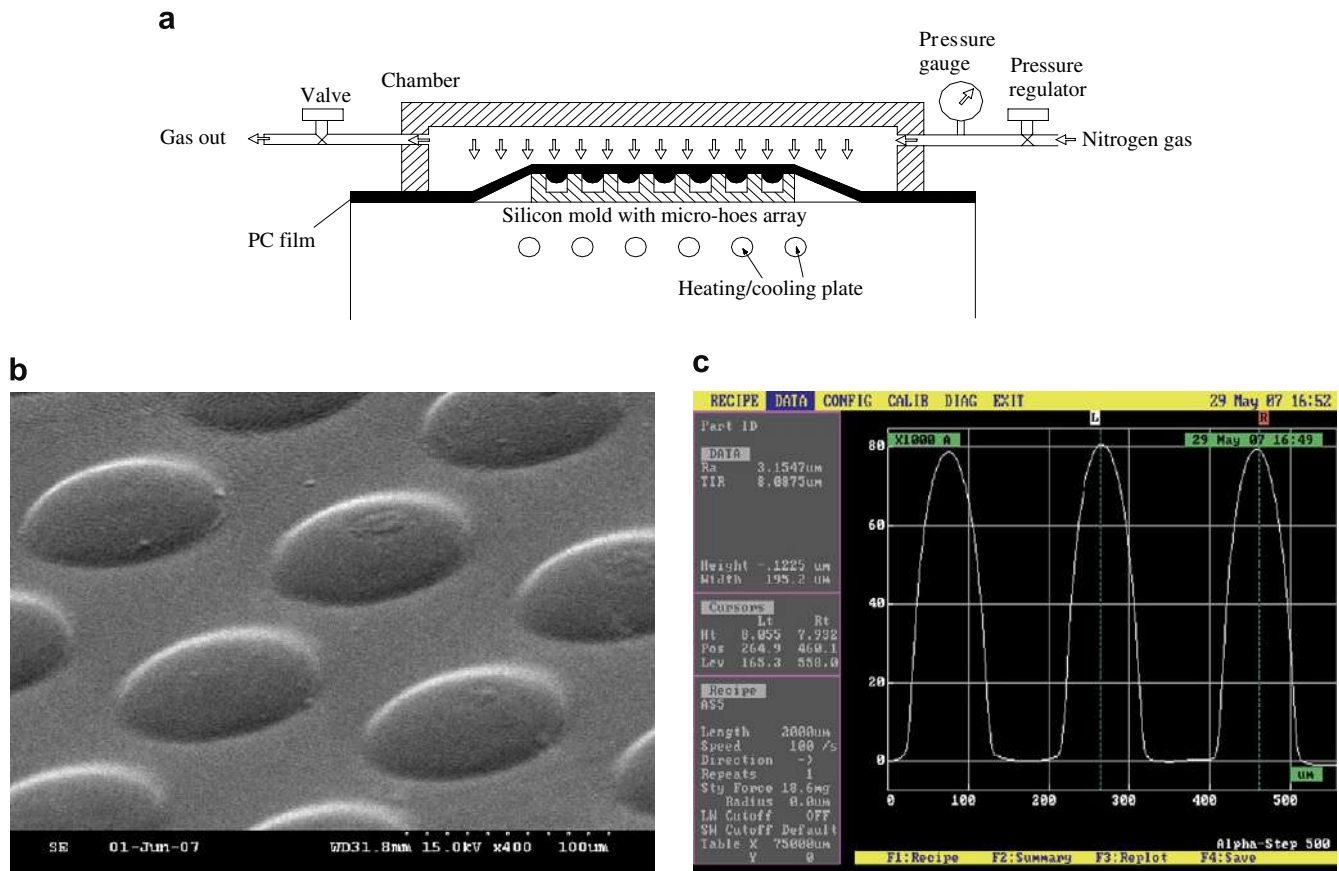 a
Pressure
gauge
Pressure
regulator
Chamber
Valve
Gas out
Nitrogen gas
Silicon mold with micro-hoes array
PC film
Heating/cooling plate
b
SE 01-Jun-07 WD31.8mm 15.0kV x400 100um
c
RECIPE DATA CONFIG CALIB DIAG EXIT 29 May 07 16:52
L R
Part ID
DATA
Ra 3.1547um
TIR 8.0875um
Height -.1225 um
Width 195.2 um
Cursors
Lt Rt
Ht 8.055 7.932
Pos 264.9 460.1
Lev 165.3 558.0
Recipe
AS5
Length 2000um
Speed 100 /s
Direction ->
Repeats 1
Sty Force 18.6mg
Radius 0.0um
LW Cutoff OFF
SW Cutoff Default
Table X 75000um
Y 0
X1000 A 29 May 07 16:49
80
60
40
20
0
um
0 100 200 300 400 500
Alpha-Step 500
F1:Recipe F2:Summary F3:Replot F4:Save